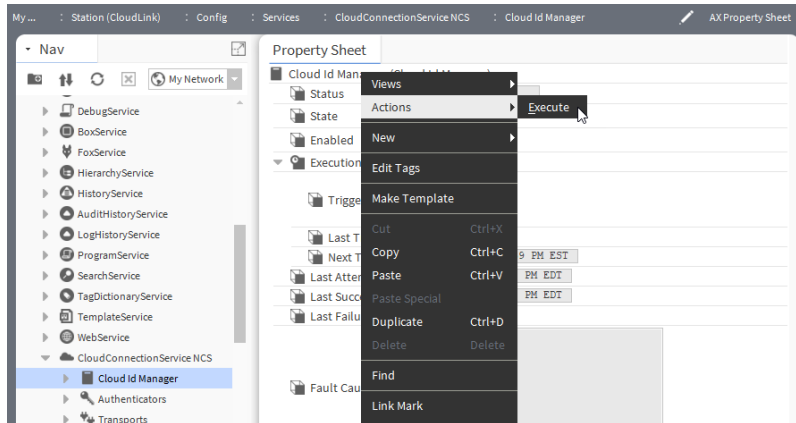 My ... : Station (CloudLink) : Config : Services : CloudConnectionService NCS : Cloud Id Manager AX Property Sheet
Nav
My Network
DebugService
BoxService
FoxService
HierarchyService
HistoryService
AuditHistoryService
LogHistoryService
ProgramService
SearchService
TagDictionaryService
TemplateService
WebService
CloudConnectionService NCS
Cloud Id Manager
Authenticators
Transports
Property Sheet
Cloud Id Man
Status
State
Enabled
Execution
Trigge
Last T
Next T 9 PM EST
Last Atter PM EDT
Last Succe PM EDT
Last Failu
Fault Cau
Views
Actions
Execute
New
Edit Tags
Make Template
Cut Ctrl+X
Copy Ctrl+C
Paste Ctrl+V
Paste Special
Duplicate Ctrl+D
Delete Delete
Find
Link Mark